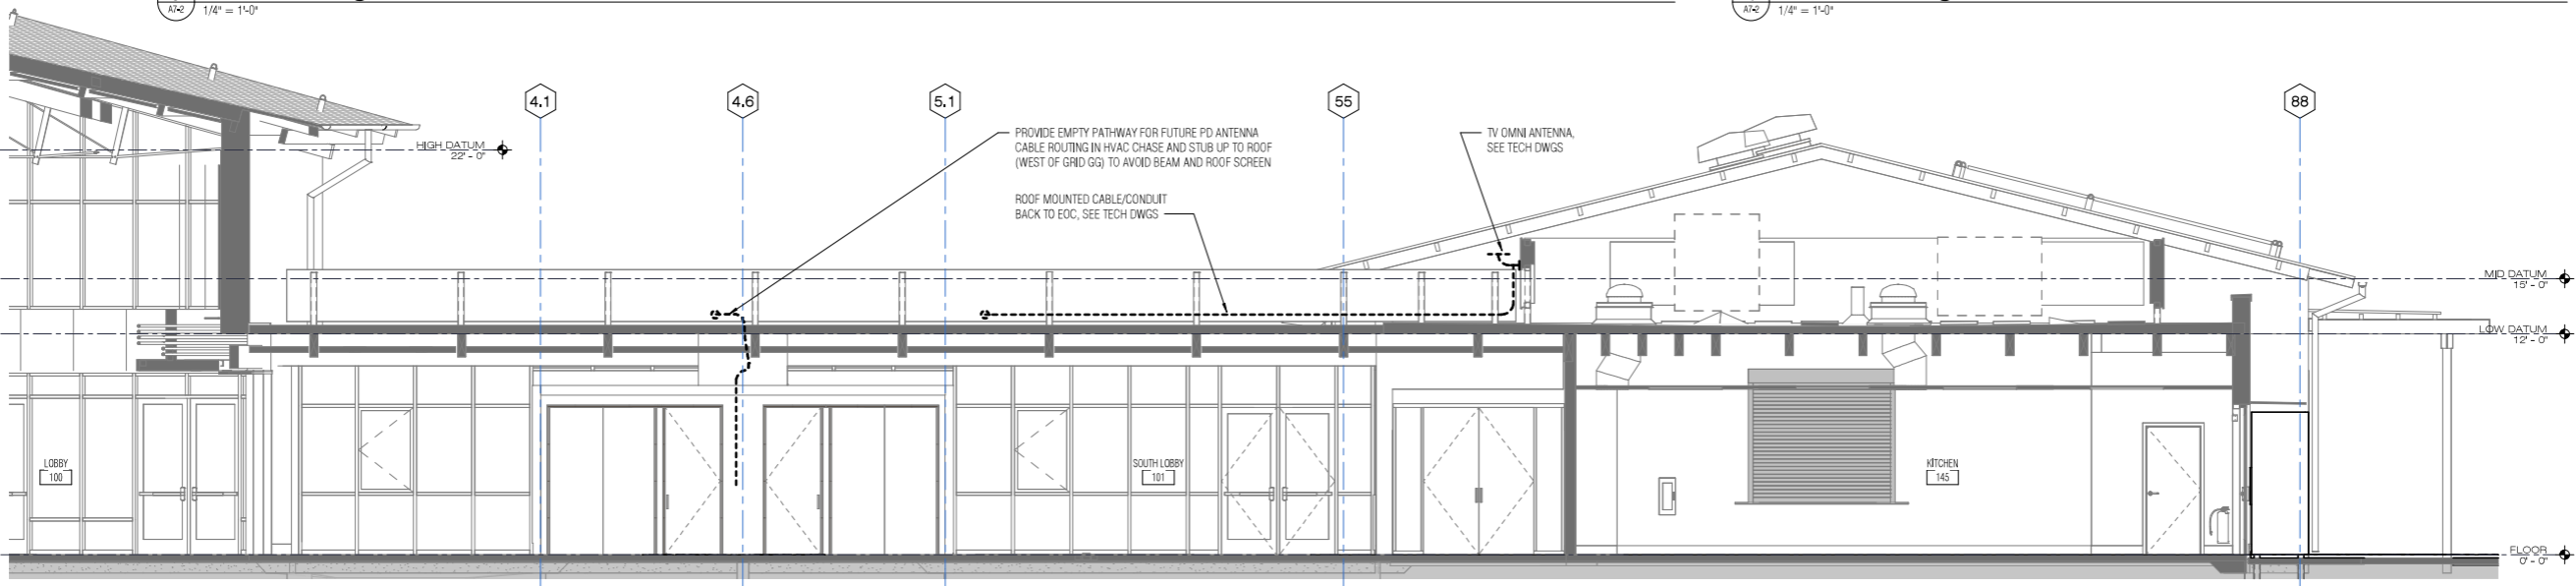 A7-2
1/4" = 1'-0"
A7-2
1/4" = 1'-0"
4.1
4.6
5.1
55
88
HIGH DATUM
22' - 0"
PROVIDE EMPTY PATHWAY FOR FUTURE PD ANTENNA
CABLE ROUTING IN HVAC CHASE AND STUB UP TO ROOF
(WEST OF GRID GG) TO AVOID BEAM AND ROOF SCREEN
TV OMNI ANTENNA,
SEE TECH DWGS
ROOF MOUNTED CABLE/CONDUIT
BACK TO EOC, SEE TECH DWGS
MID DATUM
15' - 0"
LOW DATUM
12' - 0"
LOBBY
100
SOUTH LOBBY
101
KITCHEN
145
FLOOR
0' - 0"